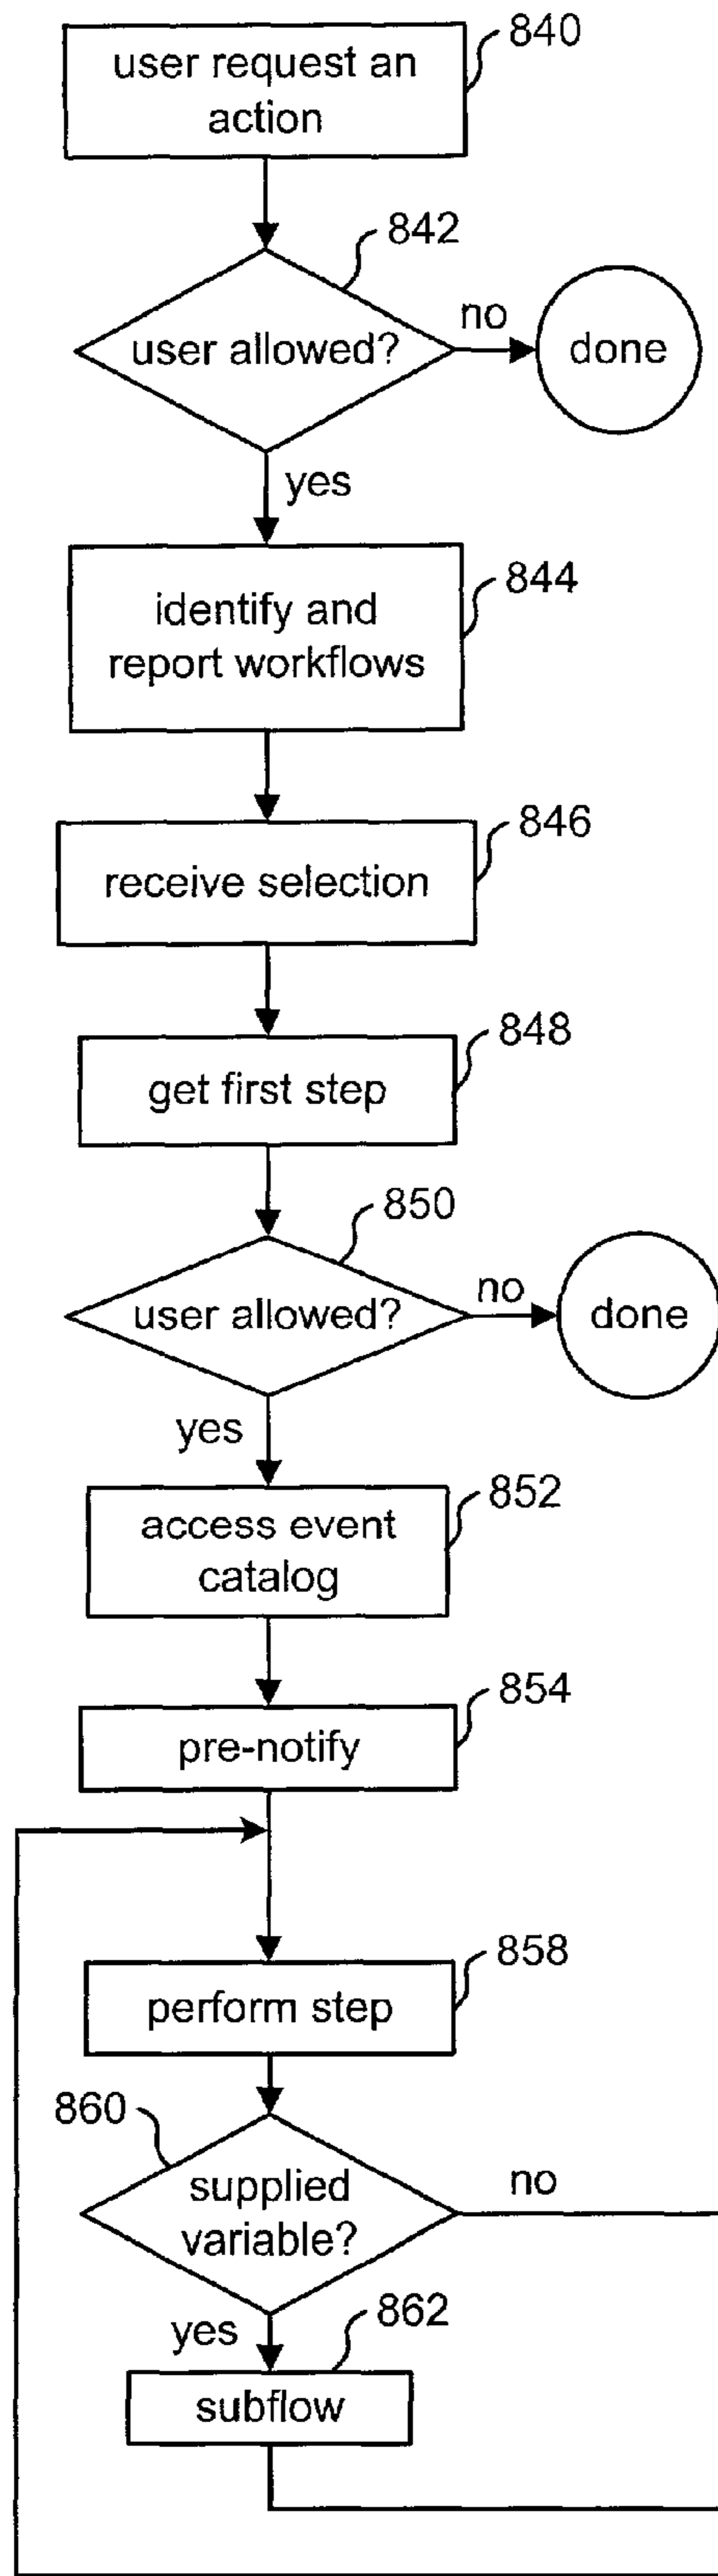 user request an
action
840
842
user allowed?
no
done
yes
identify and
report workflows
844
receive selection
846
get first step
848
850
user allowed?
no
done
yes
access event
catalog
852
pre-notify
854
perform step
858
860
supplied
variable?
no
yes
862
subflow